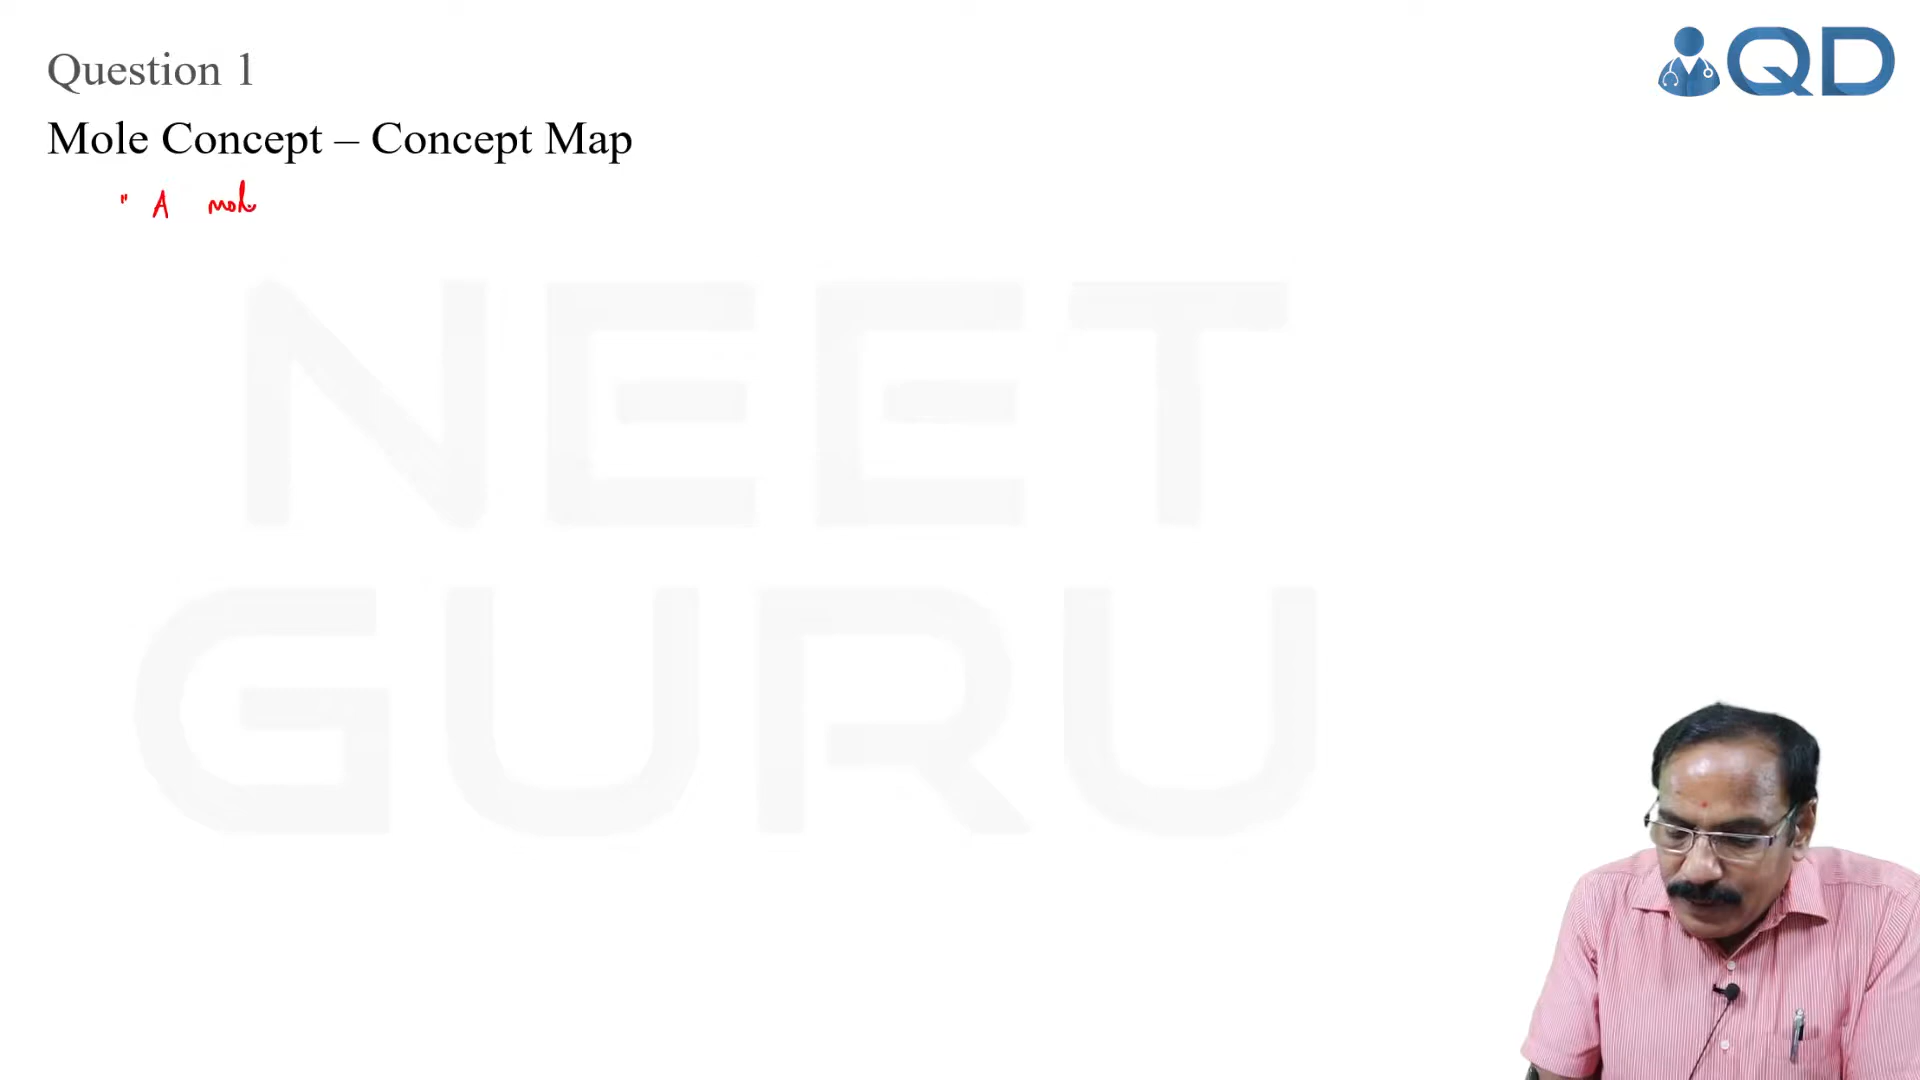 Question 1
QD
Mole Concept – Concept Map
" A mole
NEET
GURU